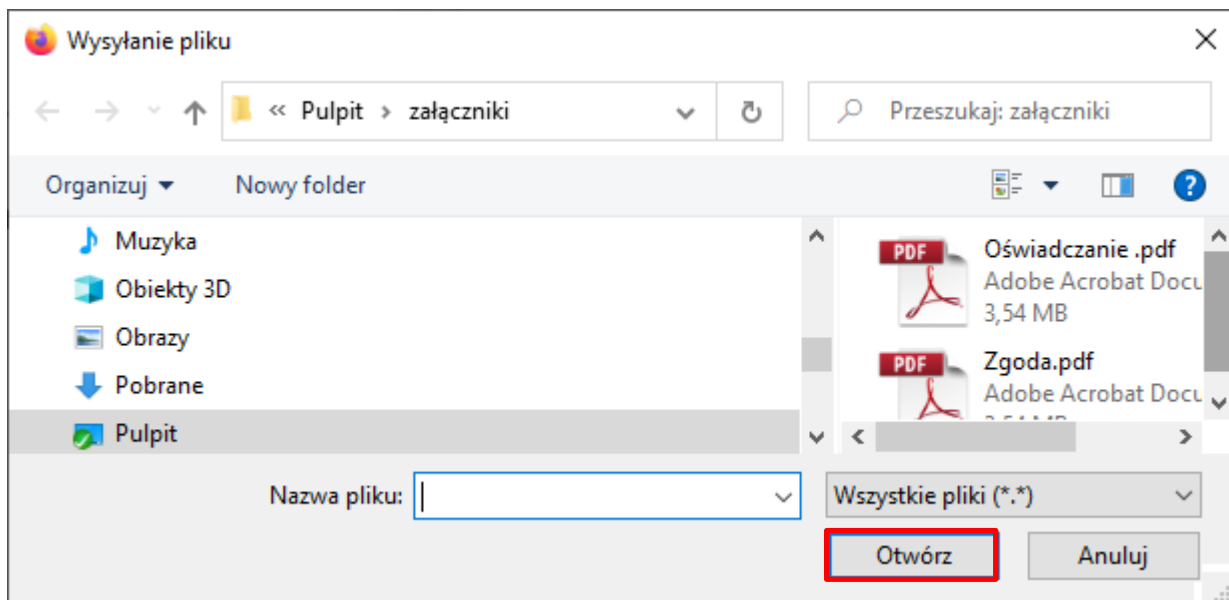 Wysyłanie pliku
« Pulpit › załączniki
Przeszukaj: załączniki
Organizuj
Nowy folder
?
Muzyka
Obiekty 3D
Obrazy
Pobrane
Pulpit
PDF
Oświadczanie .pdf
Adobe Acrobat Docu
3,54 MB
PDF
Zgoda.pdf
Adobe Acrobat Docu
Nazwa pliku:
Wszystkie pliki (*.*)
Otwórz
Anuluj